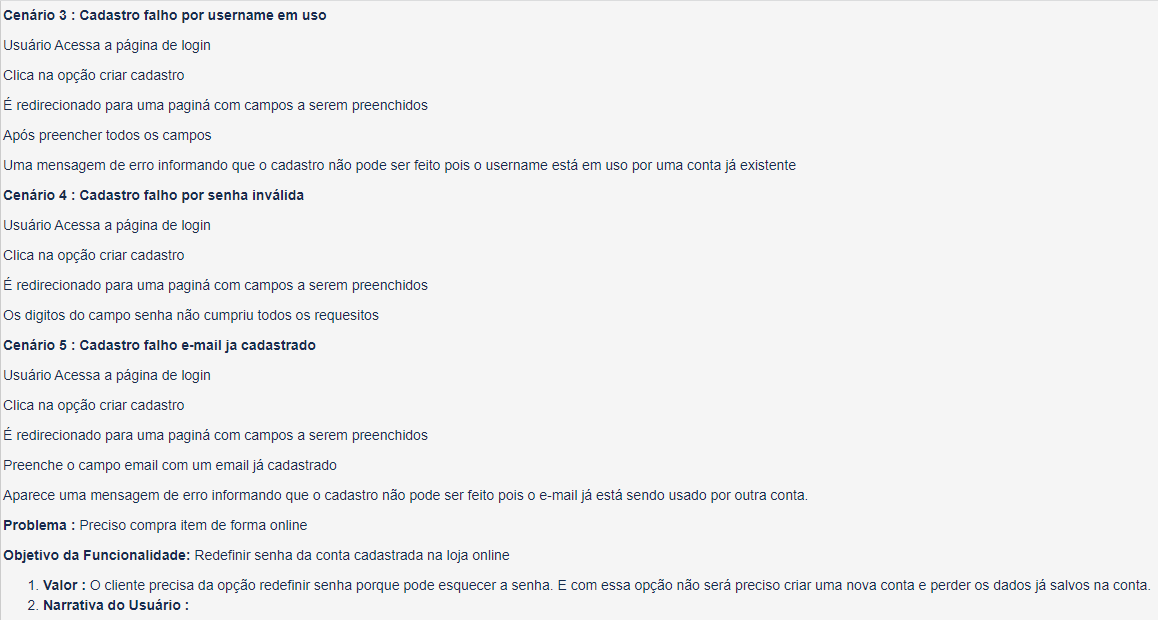 Cenário 3 : Cadastro falho por username em uso
Usuário Acessa a página de login
Clica na opção criar cadastro
É redirecionado para uma paginá com campos a serem preenchidos
Após preencher todos os campos
Uma mensagem de erro informando que o cadastro não pode ser feito pois o username está em uso por uma conta já existente
Cenário 4 : Cadastro falho por senha inválida
Usuário Acessa a página de login
Clica na opção criar cadastro
É redirecionado para uma paginá com campos a serem preenchidos
Os digitos do campo senha não cumpriu todos os requesitos
Cenário 5 : Cadastro falho e-mail ja cadastrado
Usuário Acessa a página de login
Clica na opção criar cadastro
É redirecionado para uma paginá com campos a serem preenchidos
Preenche o campo email com um email já cadastrado
Aparece uma mensagem de erro informando que o cadastro não pode ser feito pois o e-mail já está sendo usado por outra conta.
Problema : Preciso compra item de forma online
Objetivo da Funcionalidade: Redefinir senha da conta cadastrada na loja online
1. Valor : O cliente precisa da opção redefinir senha porque pode esquecer a senha. E com essa opção não será preciso criar uma nova conta e perder os dados já salvos na conta.
2. Narrativa do Usuário :